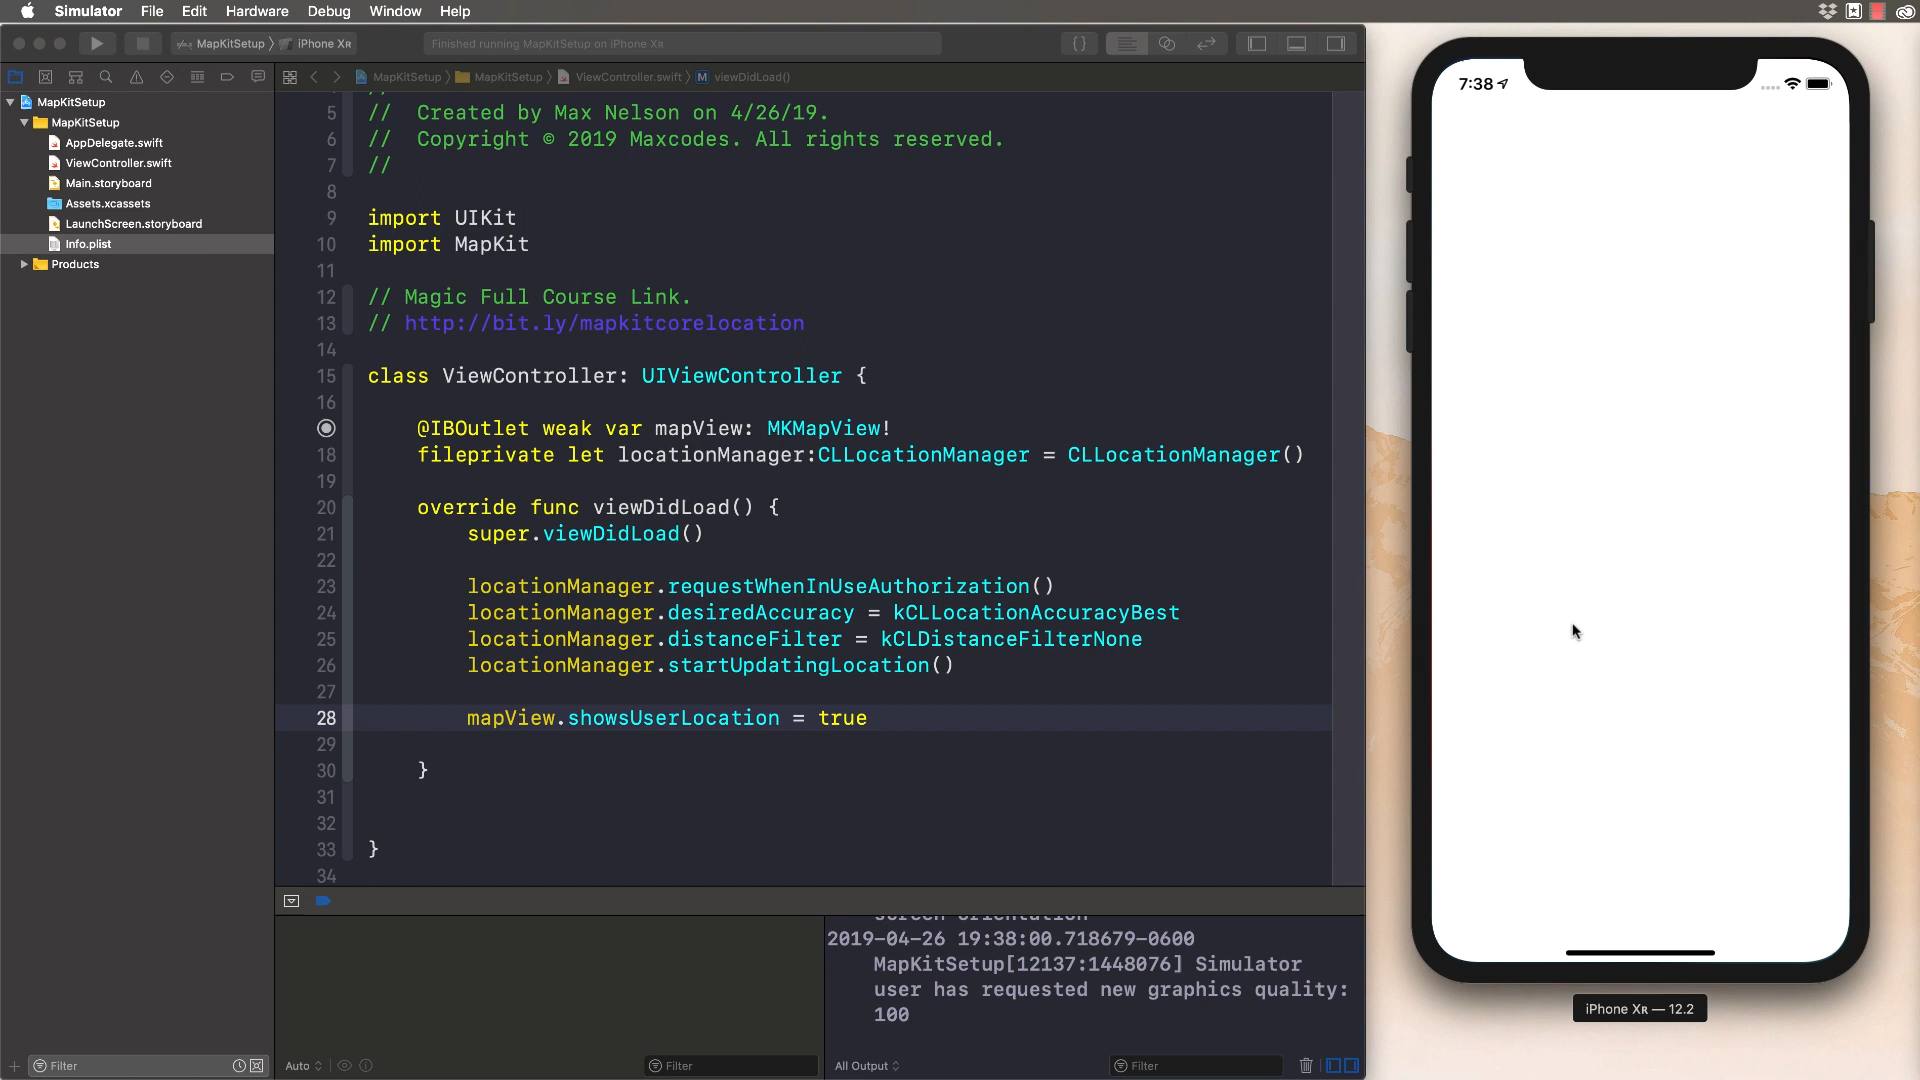 Simulator File Edit Hardware Debug Window Help
MapKitSetup iPhone XR
Finished running MapKitSetup on iPhone XR
MapKitSetup MapKitSetup ViewController.swift M viewDidLoad()
MapKitSetup
MapKitSetup
AppDelegate.swift
ViewController.swift
Main.storyboard
Assets.xcassets
LaunchScreen.storyboard
Info.plist
Products
5 // Created by Max Nelson on 4/26/19.
6 // Copyright © 2019 Maxcodes. All rights reserved.
7 //
8
9 import UIKit
10 import MapKit
11
12 // Magic Full Course Link.
13 // http://bit.ly/mapkitcorelocation
14
15 class ViewController: UIViewController {
16
@IBOutlet weak var mapView: MKMapView!
18 fileprivate let locationManager:CLLocationManager = CLLocationManager()
19
20 override func viewDidLoad() {
21 super.viewDidLoad()
22
23 locationManager.requestWhenInUseAuthorization()
24 locationManager.desiredAccuracy = kCLLocationAccuracyBest
25 locationManager.distanceFilter = kCLDistanceFilterNone
26 locationManager.startUpdatingLocation()
27
28 mapView.showsUserLocation = true
29
30 }
31
32
33 }
34
screen orientation
2019-04-26 19:38:00.718679-0600
MapKitSetup[12137:1448076] Simulator
user has requested new graphics quality:
100
Filter
Auto
Filter
All Output
Filter
7:38
iPhone XR — 12.2